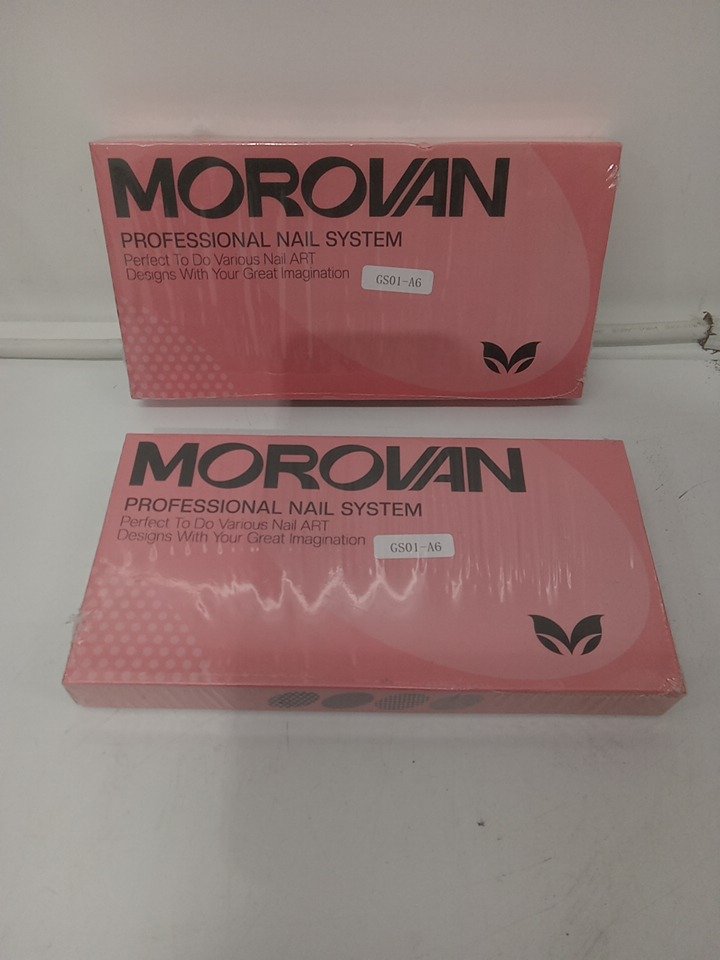 MOROVAN
PROFESSIONAL NAIL SYSTEM
Perfect To Do Various Nail ART
Designs With Your Great Imagination
GS01-A6
MOROVAN
PROFESSIONAL NAIL SYSTEM
Perfect To Do Various Nail ART
Designs With Your Great Imagination
GS01-A6